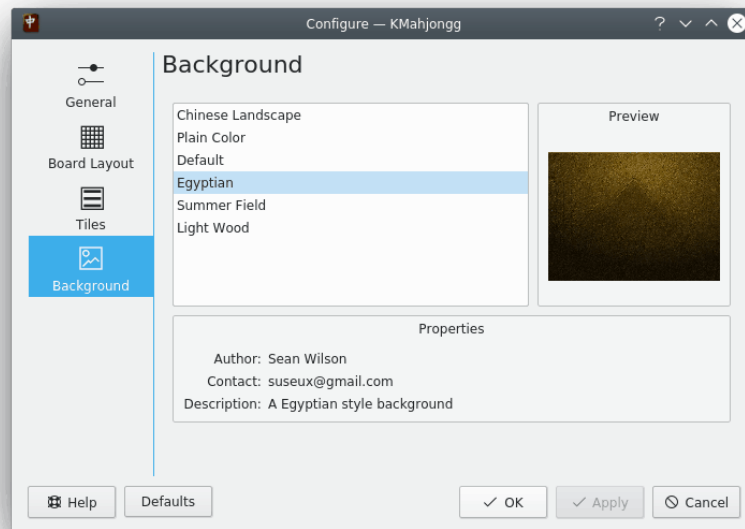 Configure — KMahjongg
?
General
Board Layout
Tiles
Background
Background
Chinese Landscape
Plain Color
Default
Egyptian
Summer Field
Light Wood
Preview
Properties
Author: Sean Wilson
Contact: suseux@gmail.com
Description: A Egyptian style background
Help
Defaults
OK
Apply
Cancel